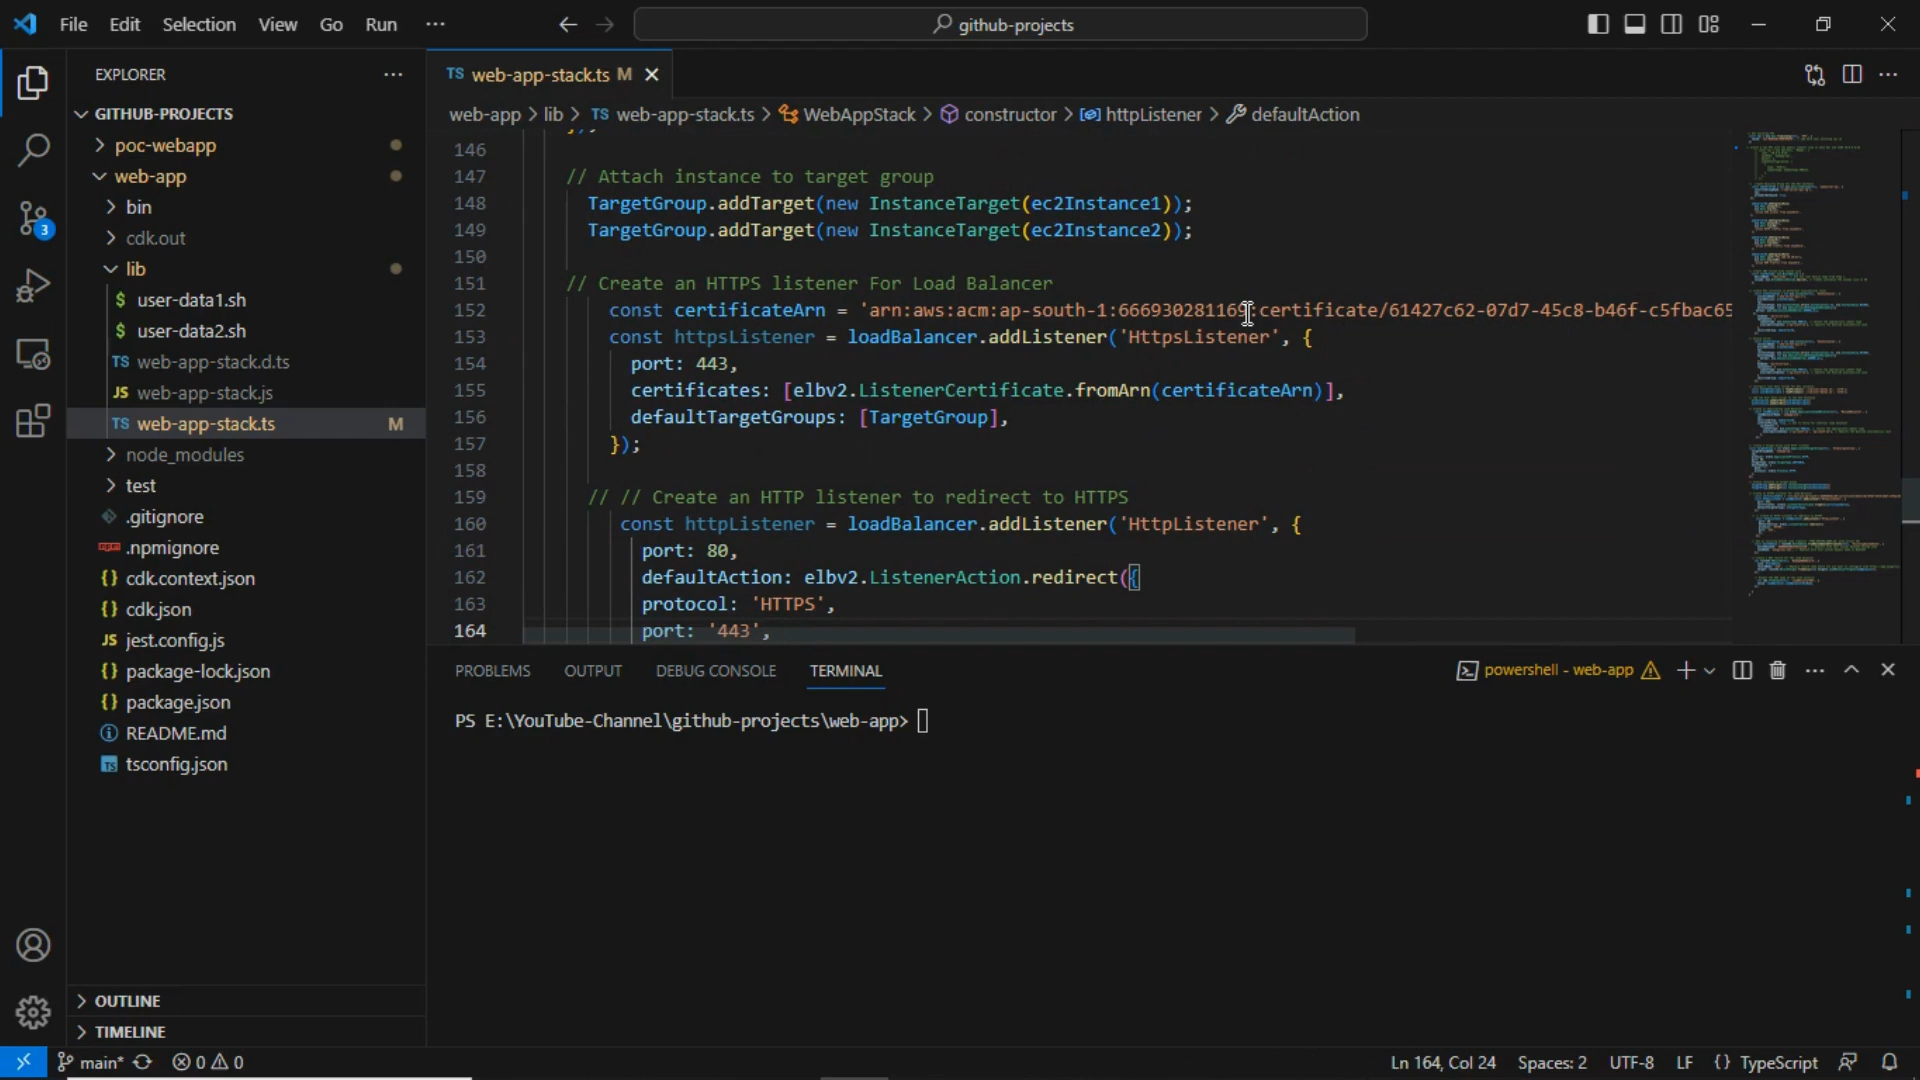 File Edit Selection View Go Run ··· github-projects
EXPLORER
GITHUB-PROJECTS
poc-webapp
web-app
bin
cdk.out
lib
$ user-data1.sh
$ user-data2.sh
TS web-app-stack.d.ts
JS web-app-stack.js
TS web-app-stack.ts M
node_modules
test
.gitignore
.npmignore
{} cdk.context.json
{} cdk.json
JS jest.config.js
{} package-lock.json
{} package.json
README.md
TS tsconfig.json
OUTLINE
TIMELINE
3
TS web-app-stack.ts M
web-app > lib > TS web-app-stack.ts > WebAppStack > constructor > httpListener > defaultAction
146
147 // Attach instance to target group
148 TargetGroup.addTarget(new InstanceTarget(ec2Instance1));
149 TargetGroup.addTarget(new InstanceTarget(ec2Instance2));
150
151 // Create an HTTPS listener For Load Balancer
152 const certificateArn = 'arn:aws:acm:ap-south-1:666930281169:certificate/61427c62-07d7-45c8-b46f-c5fbac65
153 const httpsListener = loadBalancer.addListener('HttpsListener', {
154 port: 443,
155 certificates: [elbv2.ListenerCertificate.fromArn(certificateArn)],
156 defaultTargetGroups: [TargetGroup],
157 });
158
159 // // Create an HTTP listener to redirect to HTTPS
160 const httpListener = loadBalancer.addListener('HttpListener', {
161 port: 80,
162 defaultAction: elbv2.ListenerAction.redirect({
163 protocol: 'HTTPS',
164 port: '443',
PROBLEMS OUTPUT DEBUG CONSOLE TERMINAL powershell - web-app
PS E:\YouTube-Channel\github-projects\web-app>
main* 0 0 Ln 164, Col 24 Spaces: 2 UTF-8 LF {} TypeScript